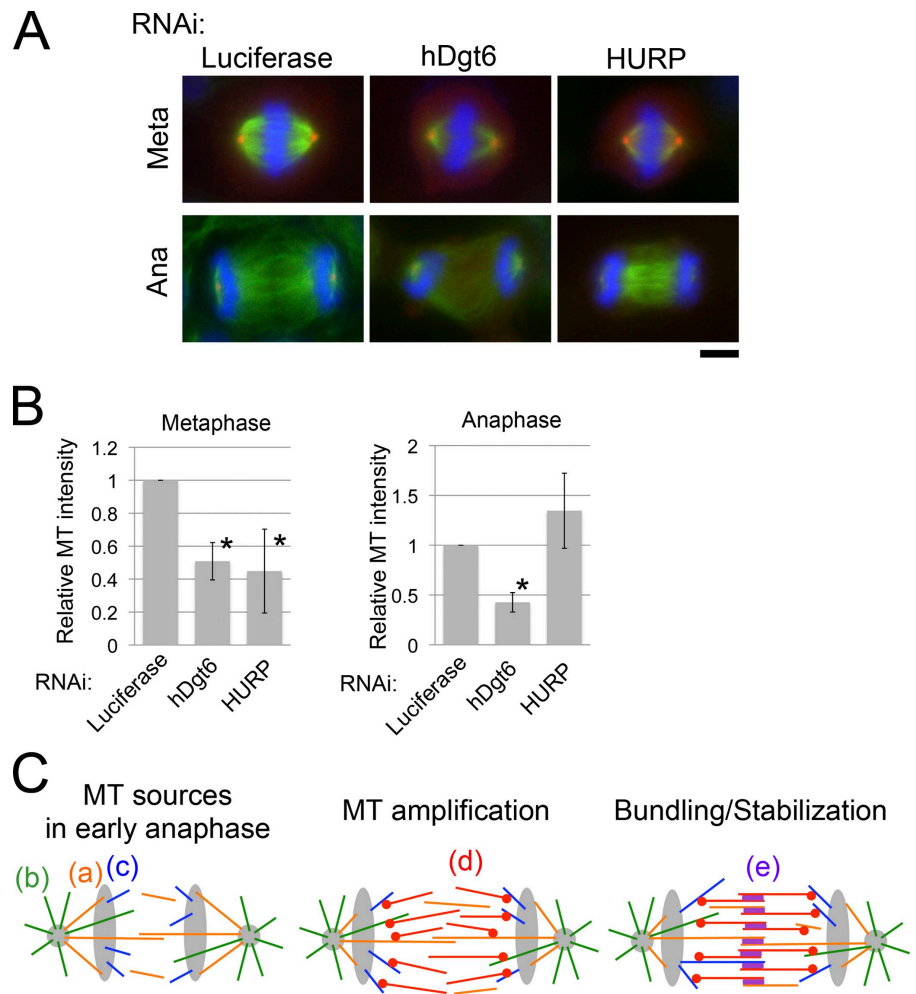 A
RNAi:
Luciferase hDgt6 HURP
Meta
Ana
B
Metaphase
Relative MT intensity
1.2
1
0.8
0.6
0.4
0.2
0
* *
RNAi:
Luciferase
hDgt6
HURP
Anaphase
Relative MT intensity
2
1.5
1
0.5
0
*
RNAi:
Luciferase
hDgt6
HURP
C
MT sources
in early anaphase
(b) (a) (c)
MT amplification
(d)
Bundling/Stabilization
(e)